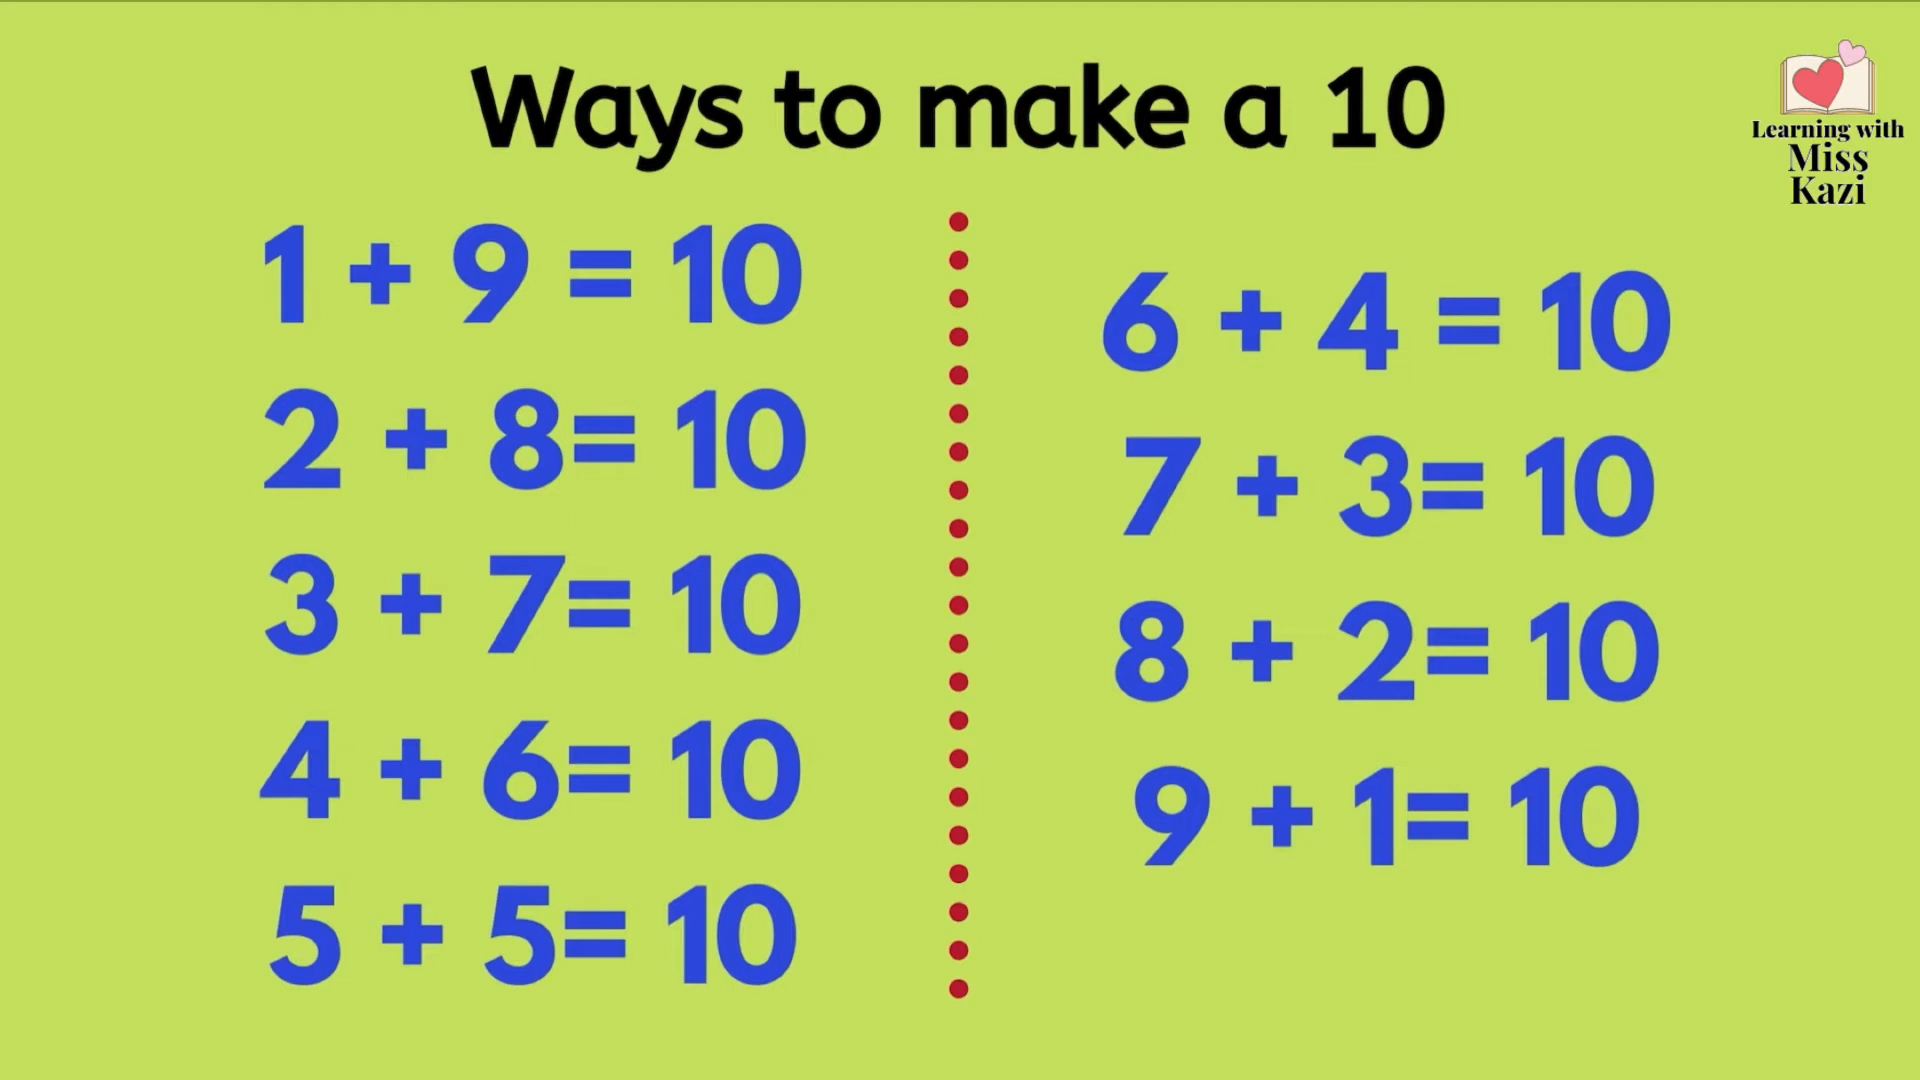 Ways to make a 10
Learning with
Miss
Kazi
1 + 9 = 10
2 + 8= 10
3 + 7= 10
4 + 6= 10
5 + 5= 10
6 + 4 = 10
7 + 3= 10
8 + 2= 10
9 + 1= 10